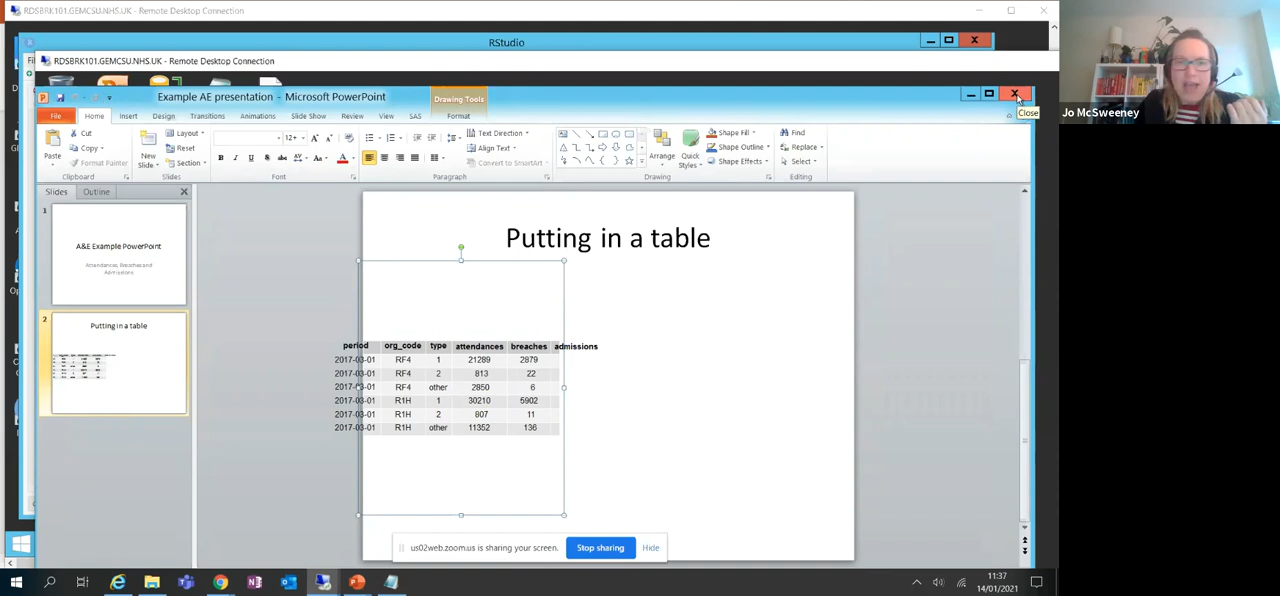 RDSBRK101.GEMCSU.NHS.UK - Remote Desktop Connection
RStudio
RDSBRK101.GEMCSU.NHS.UK - Remote Desktop Connection
Example AE presentation - Microsoft PowerPoint
Drawing Tools
Close
Jo McSweeney
File Home Insert Design Transitions Animations Slide Show Review View SAS Format
Paste
Cut
Copy
Format Painter
Clipboard
New Slide
Layout
Reset
Section
Slides
12
Font
Text Direction
Align Text
Convert to SmartArt
Paragraph
Arrange
Quick Styles
Shape Fill
Shape Outline
Shape Effects
Drawing
Find
Replace
Select
Editing
Slides Outline
1
A&E Example PowerPoint
Attendances, Breaches and
Admissions
2
Putting in a table
Putting in a table
period org_code type attendances breaches admissions
2017-03-01 RF4 1 21289 2879
2017-03-01 RF4 2 813 22
2017-03-01 RF4 other 2850 6
2017-03-01 R1H 1 30210 5902
2017-03-01 R1H 2 807 11
2017-03-01 R1H other 11352 136
us02web.zoom.us is sharing your screen. Stop sharing Hide
11:37
14/01/2021